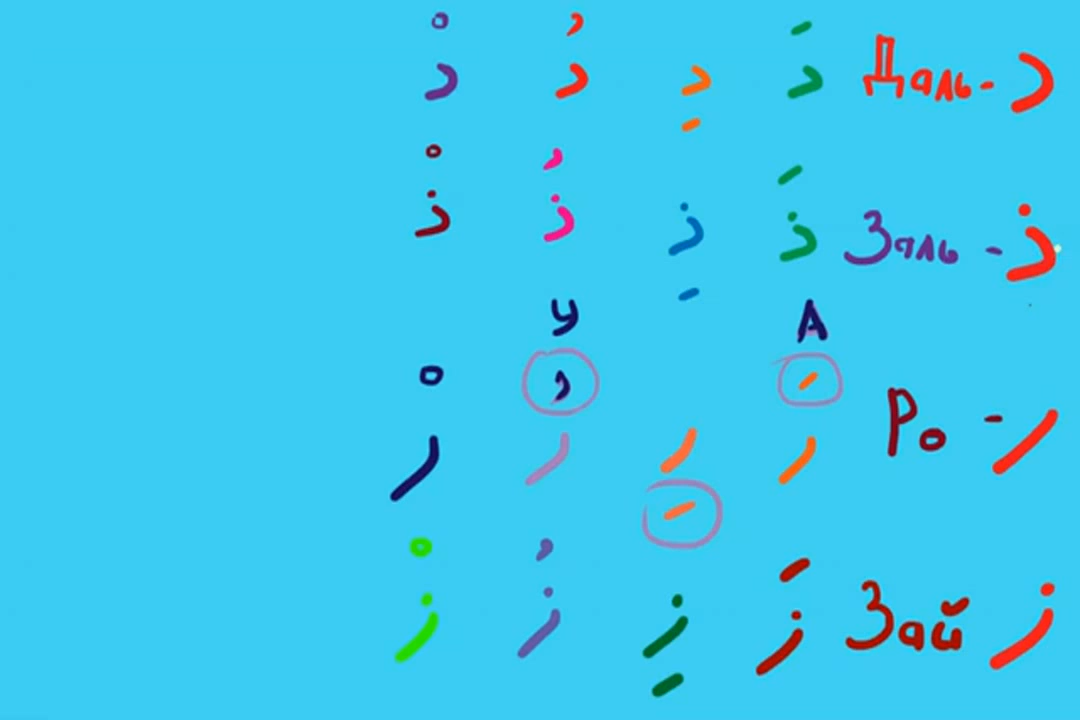 Даль - د دَ دِ دُ دْ
Заль - ذ ذَ ذِ ذُ ذْ
А У
Ро - ر رَ رِ رُ رْ
Зай ز زَ زِ زُ زْ